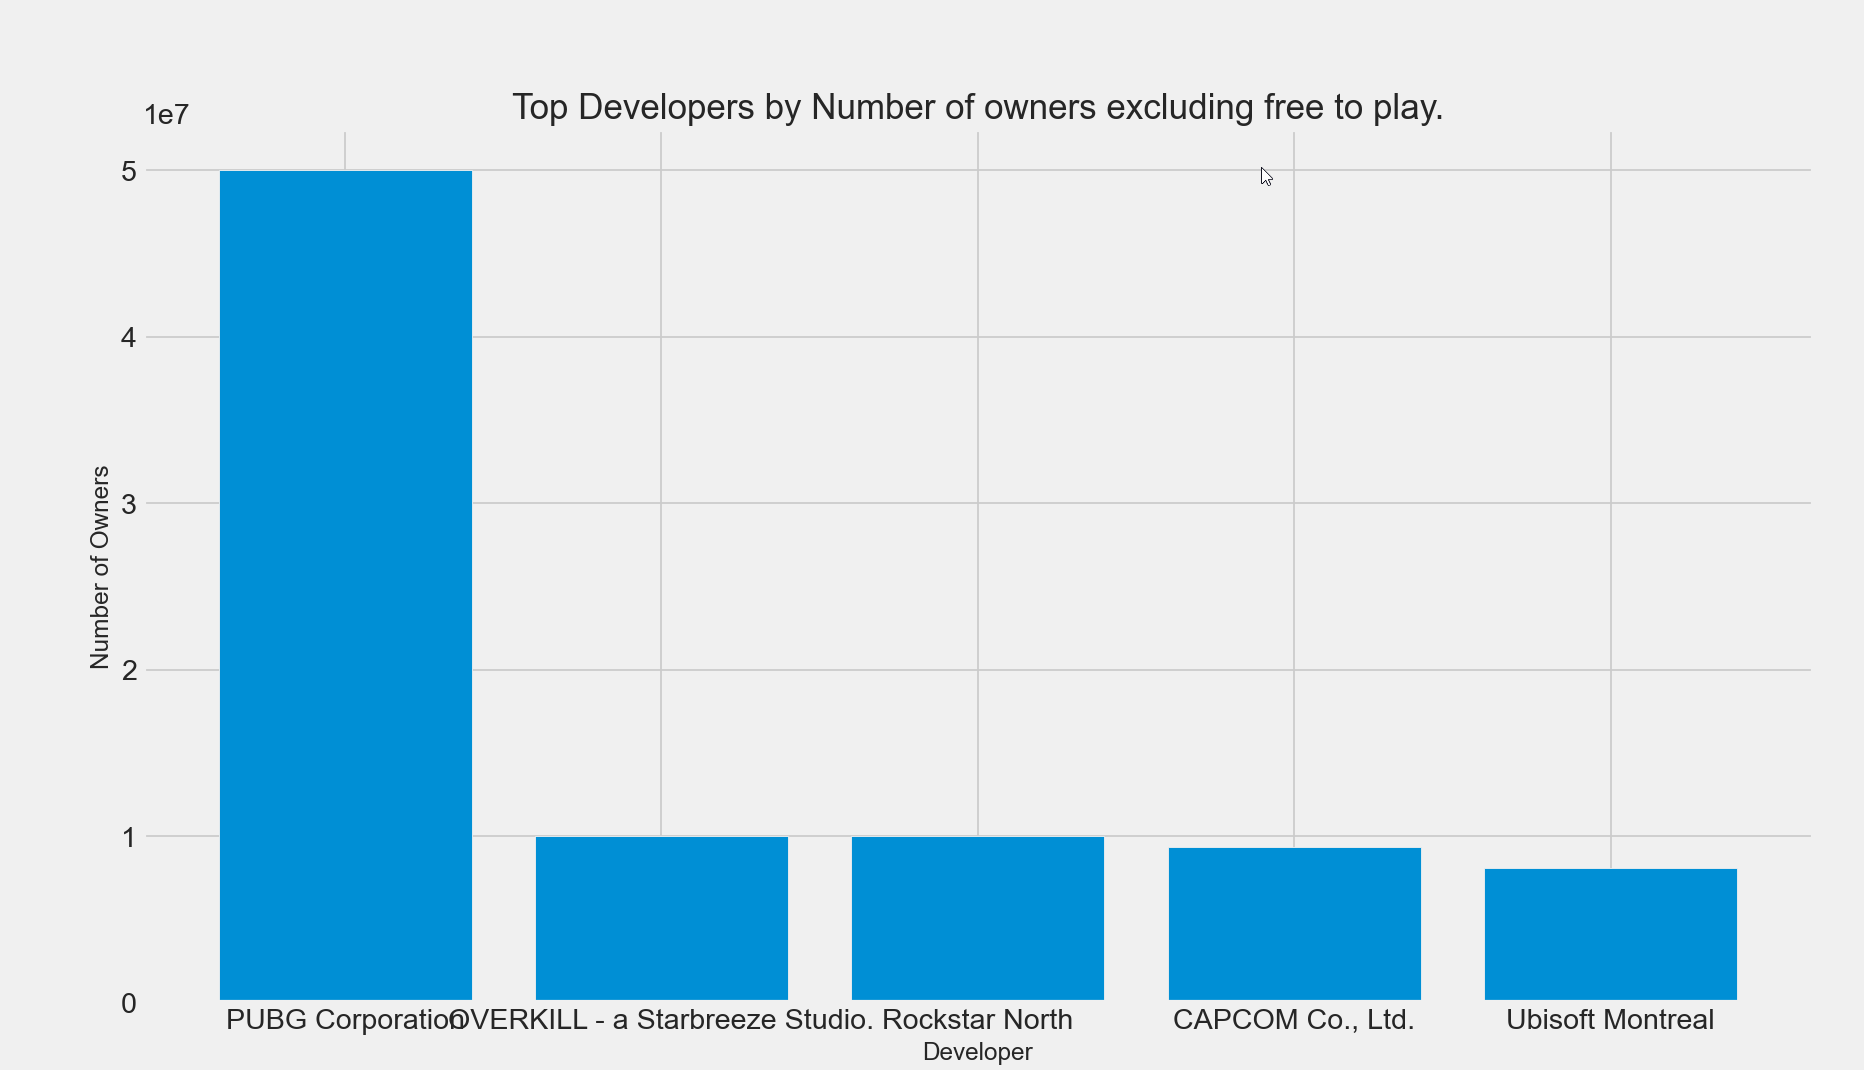 Top Developers by Number of owners excluding free to play.
1e7
5
4
3
2
1
0
Number of Owners
PUBG Corporation
OVERKILL - a Starbreeze Studio.
Rockstar North
CAPCOM Co., Ltd.
Ubisoft Montreal
Developer